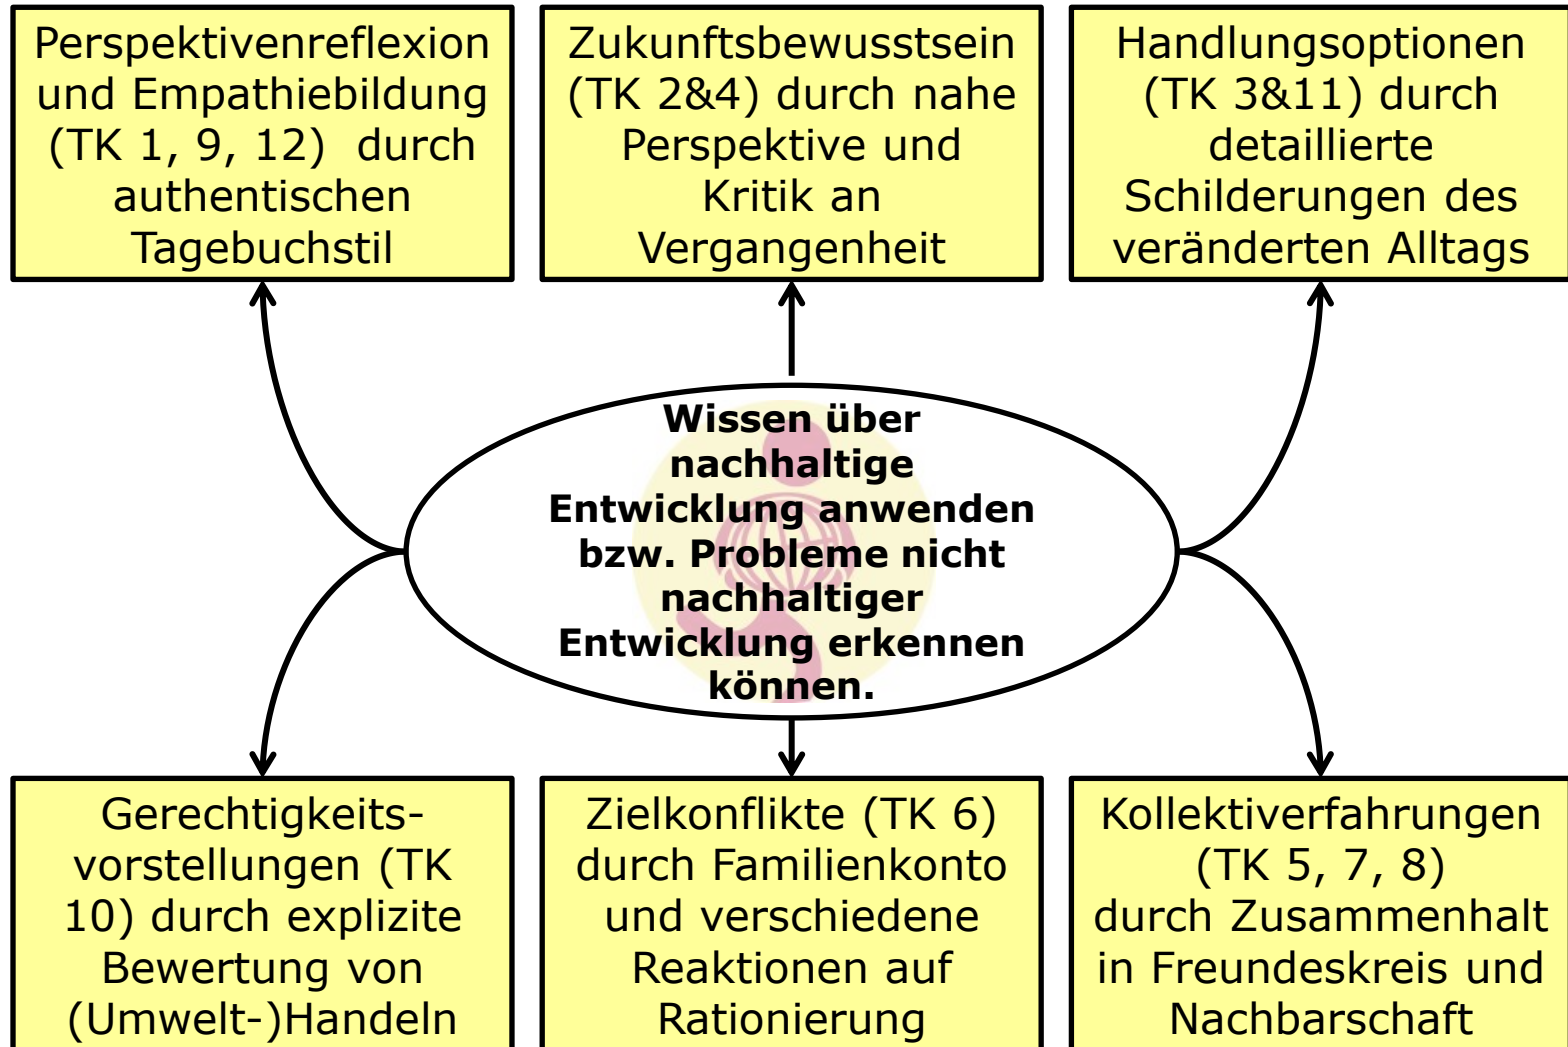 Perspektivenreflexion
und Empathiebildung
(TK 1, 9, 12) durch
authentischen
Tagebuchstil
Zukunftsbewusstsein
(TK 2&4) durch nahe
Perspektive und
Kritik an
Vergangenheit
Handlungsoptionen
(TK 3&11) durch
detaillierte
Schilderungen des
veränderten Alltags
Wissen über
nachhaltige
Entwicklung anwenden
bzw. Probleme nicht
nachhaltiger
Entwicklung erkennen
können.
Gerechtigkeits-
vorstellungen (TK
10) durch explizite
Bewertung von
(Umwelt-)Handeln
Zielkonflikte (TK 6)
durch Familienkonto
und verschiedene
Reaktionen auf
Rationierung
Kollektiverfahrungen
(TK 5, 7, 8)
durch Zusammenhalt
in Freundeskreis und
Nachbarschaft